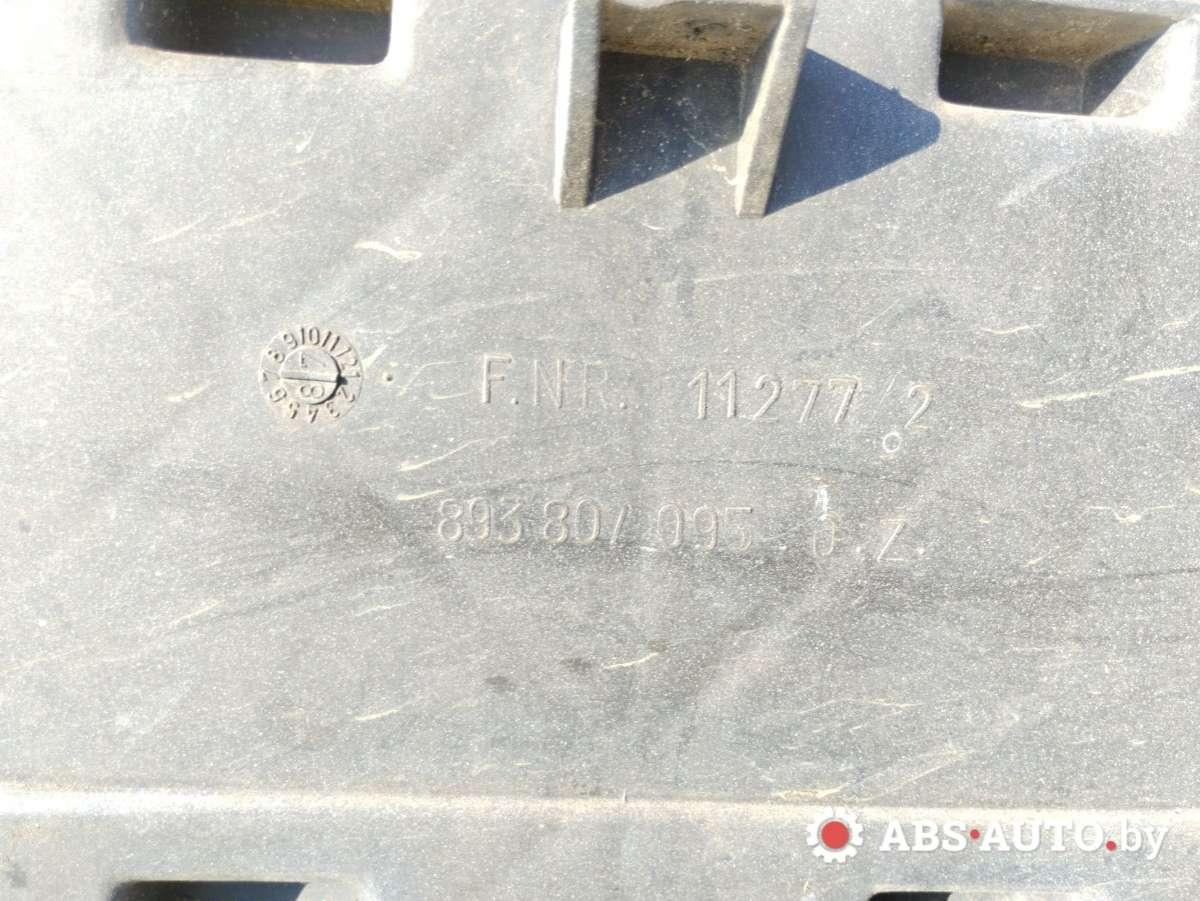 F.NR. 11277/2
893 807 095 J.Z.
ABS·AUTO.by